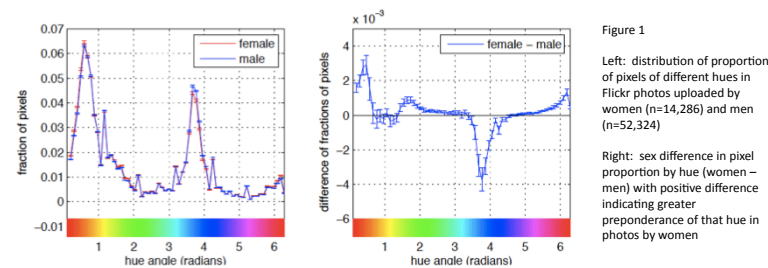 0.07
0.06
0.05
0.04
0.03
0.02
0.01
0
−0.01
fraction of pixels
female
male
1 2 3 4 5 6
hue angle (radians)
x 10⁻³
4
2
0
−2
−4
−6
difference of fractions of pixels
female − male
1 2 3 4 5 6
hue angle (radians)
Figure 1
Left: distribution of proportion
of pixels of different hues in
Flickr photos uploaded by
women (n=14,286) and men
(n=52,324)
Right: sex difference in pixel
proportion by hue (women –
men) with positive difference
indicating greater
preponderance of that hue in
photos by women